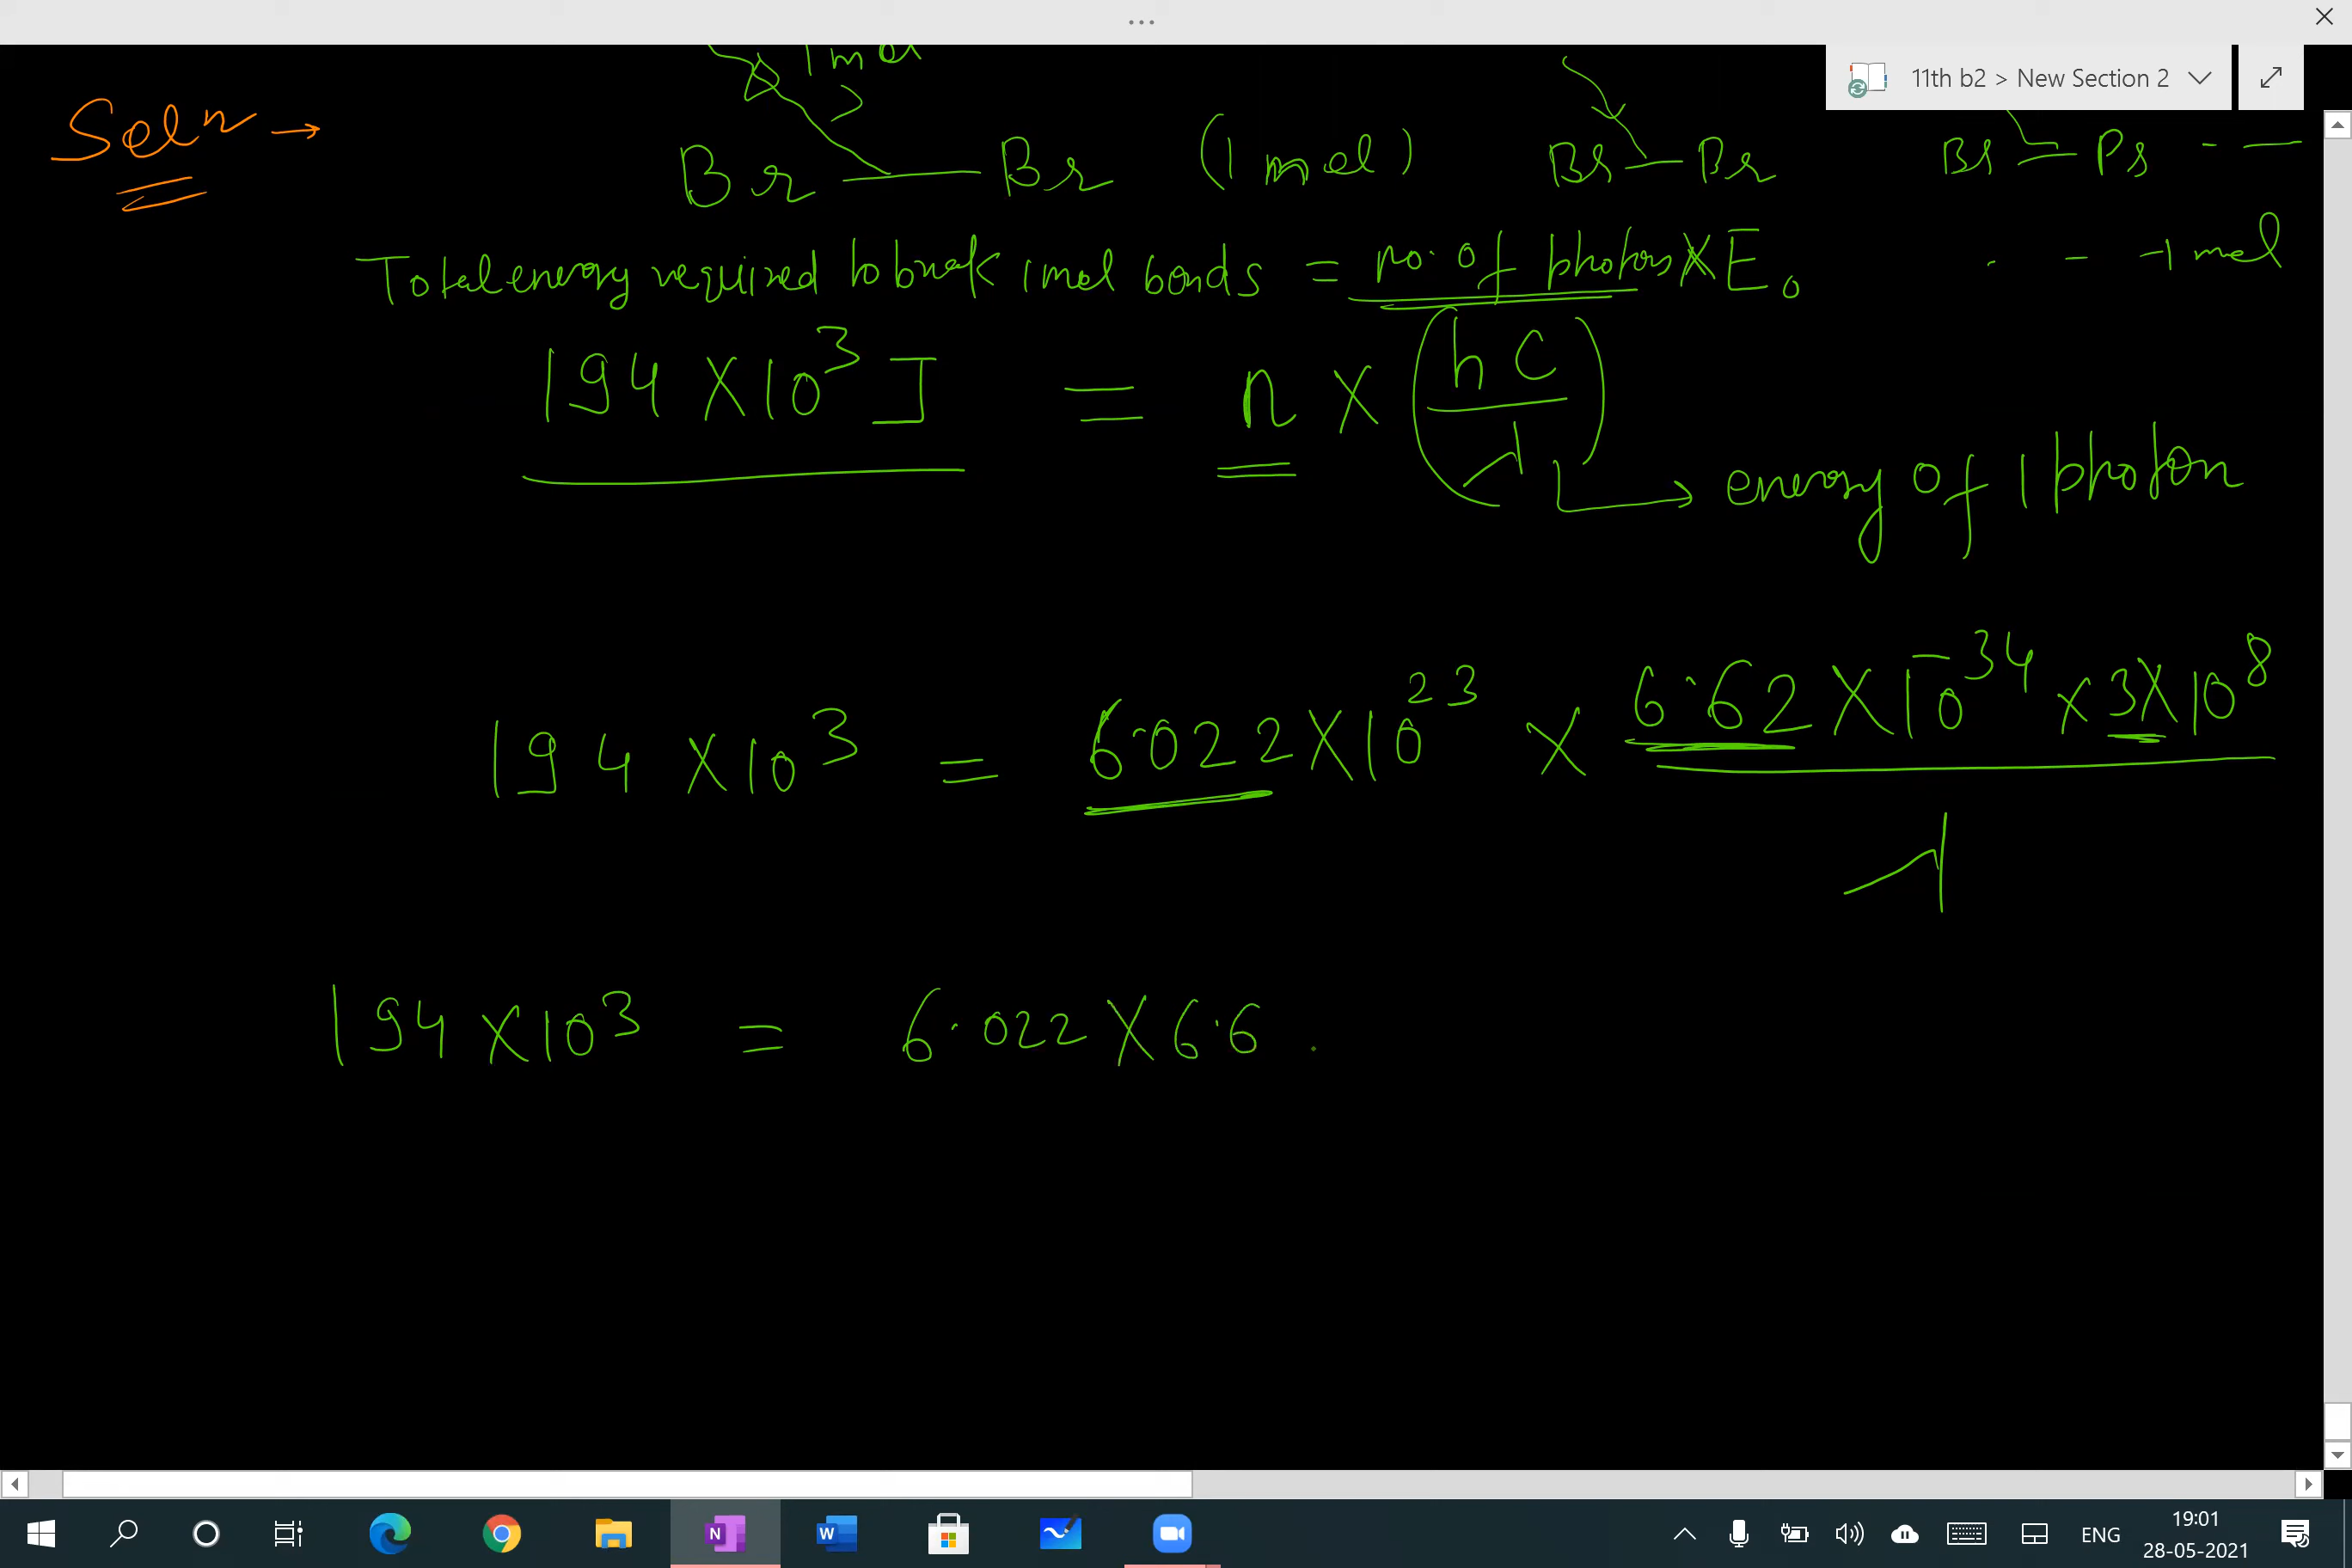 ...
11th b2 > New Section 2
1 mol
Soln →
Br — Br (1 mol) Br — Br Br — Br - —
Total energy required to break 1 mol bonds = no. of photons X E₀ . - - 1 mol
194 X 10³ J = n X (hc/λ)
→ energy of 1 photon
194 X 10³ = 6.022 X 10²³ X 6.62 X 10⁻³⁴ x 3 X 10⁸
λ
194 X 10³ = 6.022 X 6.6
ENG
19:01
28-05-2021